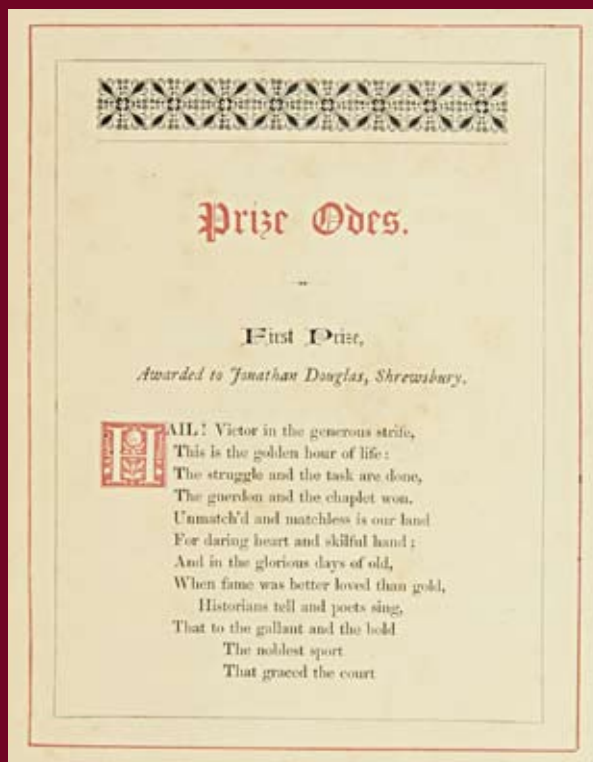 Prize Odes.
First Prize,
Awarded to Jonathan Douglas, Shrewsbury.
HAIL! Victor in the generous strife,
This is the golden hour of life:
The struggle and the task are done,
The guerdon and the chaplet won.
Unmatch'd and matchless is our land
For daring heart and skilful hand;
And in the glorious days of old,
When fame was better loved than gold,
Historians tell and poets sing,
That to the gallant and the bold
The noblest sport
That graced the court